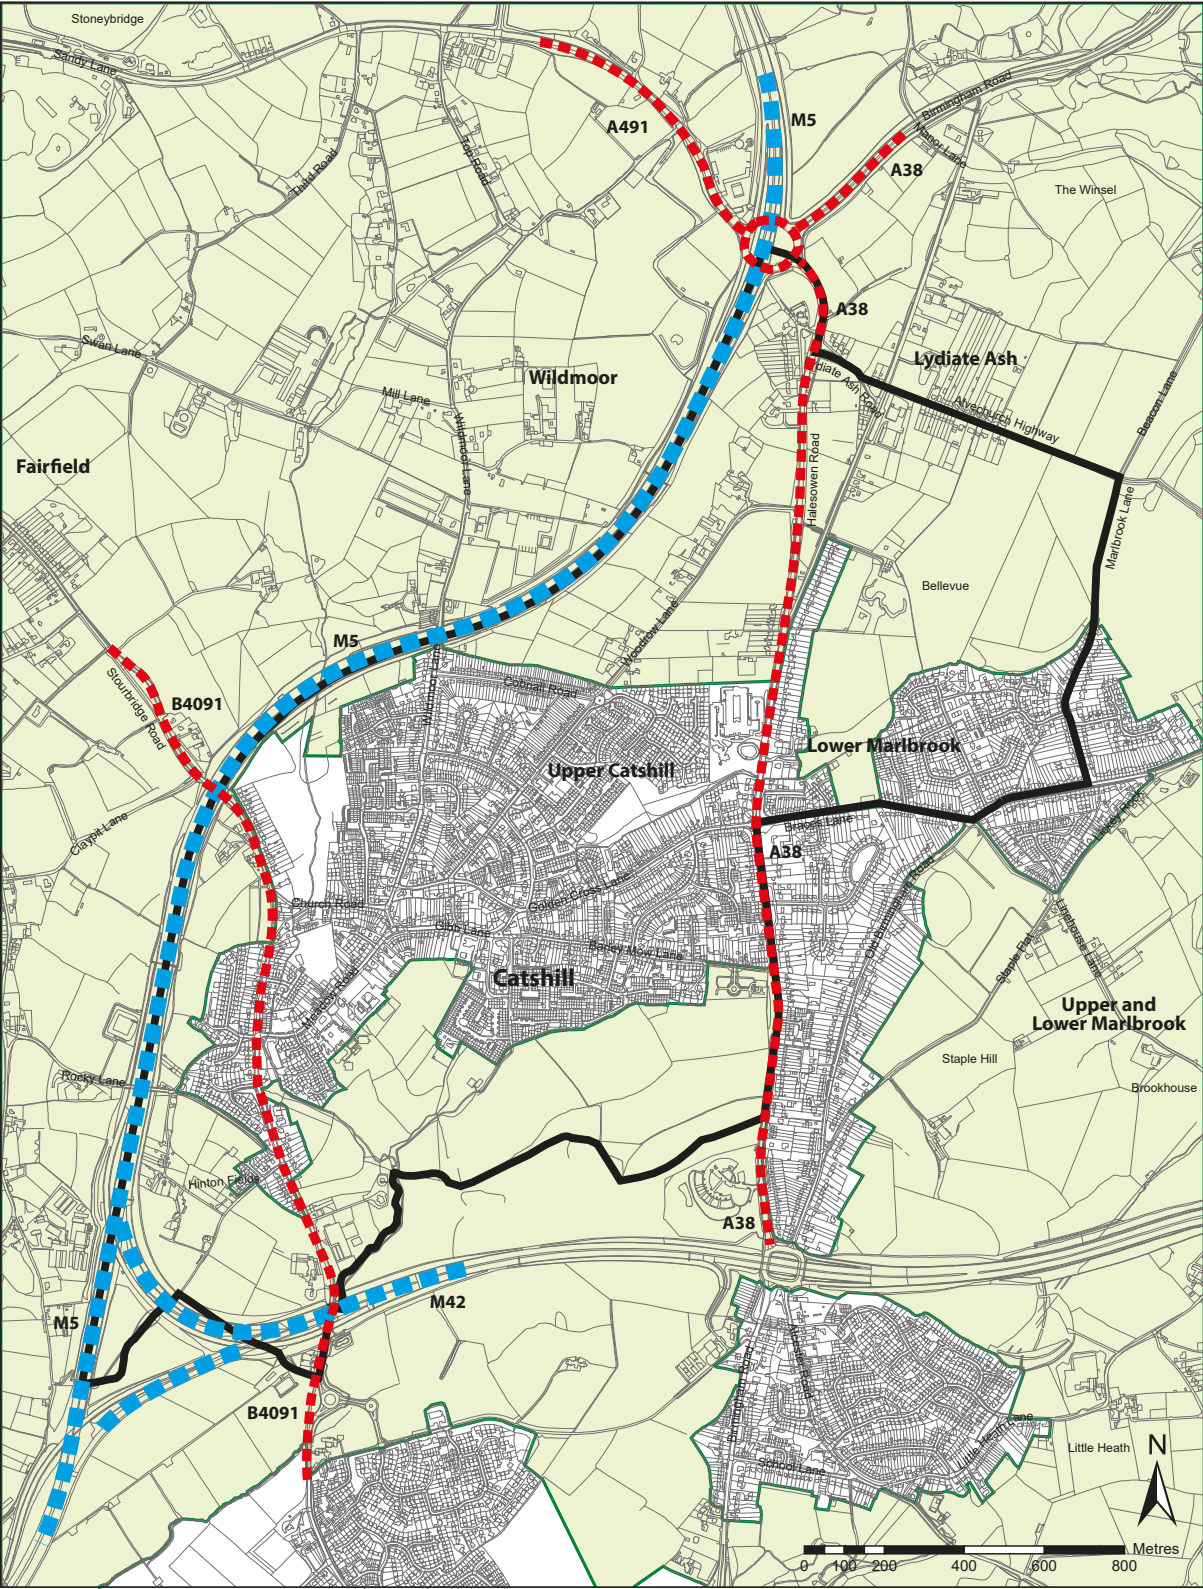 Stoneybridge
Sandy Lane
Birmingham Road
M5
A491
Manor Lane
Top Road
Third Road
A38
The Winsel
A38
Swan Lane
Lydiate Ash
Wildmoor
diate Ash Road
Mill Lane
Beacon Lane
Alvechurch Highway
Wildmoor Lane
Fairfield
Halesowen Road
Marlbrook Lane
Bellevue
M5
Woodrow Lane
Wildmoor Lane
Cobnall Road
Stourbridge Road
B4091
Lower Marlbrook
Upper Catshill
Claypit Lane
Braces Lane
A38
Old Birmingham Road
Church Road
Golden Cross Lane
Gibb Lane
Barley Mow Lane
Linehouse Lane
Staple Flat
Catshill
Meadow Road
Upper and
Lower Marlbrook
Staple Hill
Rocky Lane
Brookhouse
Hinton Fields
A38
M42
M5
Birmingham Road
B4091
Little Heath Lane
Little Heath
School Lane
N
Metres
0 100 200 400 600 800